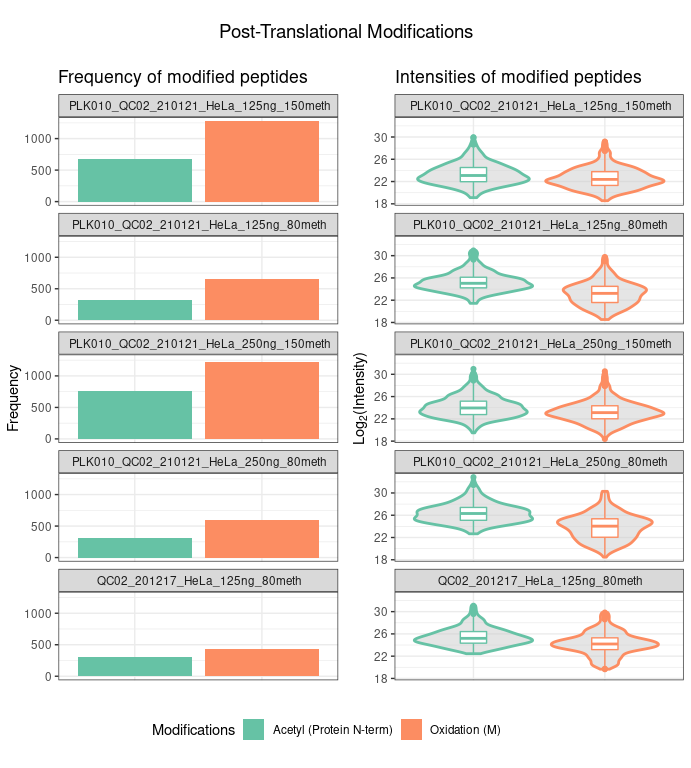 Post-Translational Modifications
Frequency of modified peptides
Intensities of modified peptides
Frequency
PLK010_QC02_210121_HeLa_125ng_150meth
1000
500
0
PLK010_QC02_210121_HeLa_125ng_80meth
1000
500
0
PLK010_QC02_210121_HeLa_250ng_150meth
1000
500
0
PLK010_QC02_210121_HeLa_250ng_80meth
1000
500
0
QC02_201217_HeLa_125ng_80meth
1000
500
0
Log2(Intensity)
PLK010_QC02_210121_HeLa_125ng_150meth
30
26
22
18
PLK010_QC02_210121_HeLa_125ng_80meth
30
26
22
18
PLK010_QC02_210121_HeLa_250ng_150meth
30
26
22
18
PLK010_QC02_210121_HeLa_250ng_80meth
30
26
22
18
QC02_201217_HeLa_125ng_80meth
30
26
22
18
Modifications
Acetyl (Protein N-term)
Oxidation (M)